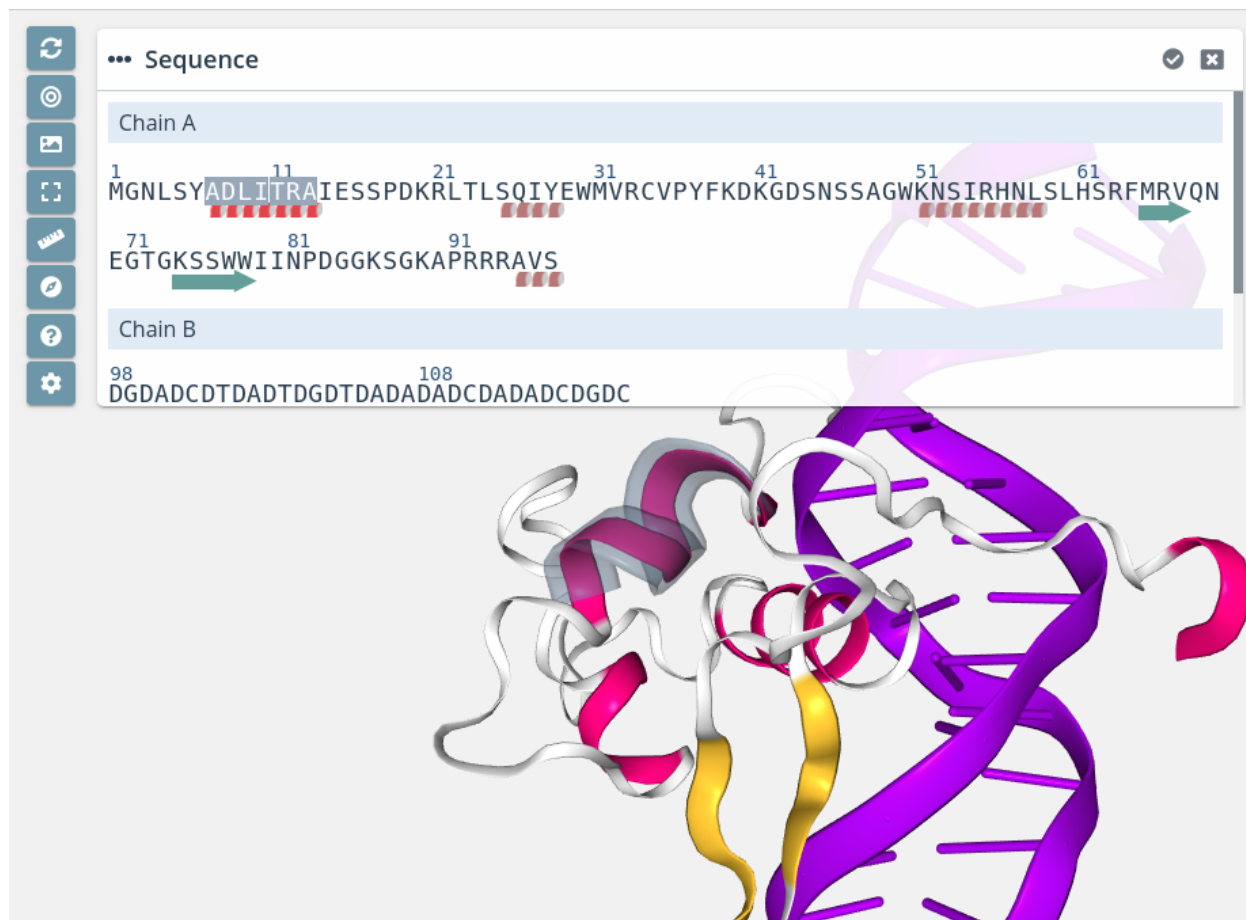 Sequence
Chain A
1 11 21 31 41 51 61
MGNLSYADLITRAIESSPDKRLTLSQIYEWMVRCVPYFKDKGDSNSSAGWKNSIRHNLSLHSRFMRVQN
71 81 91
EGTGKSSWWIINPDGGKSGKAPRRRAVS
Chain B
98 108
DGDADCDTDADTDGDTDADADADCDADADCDGDC